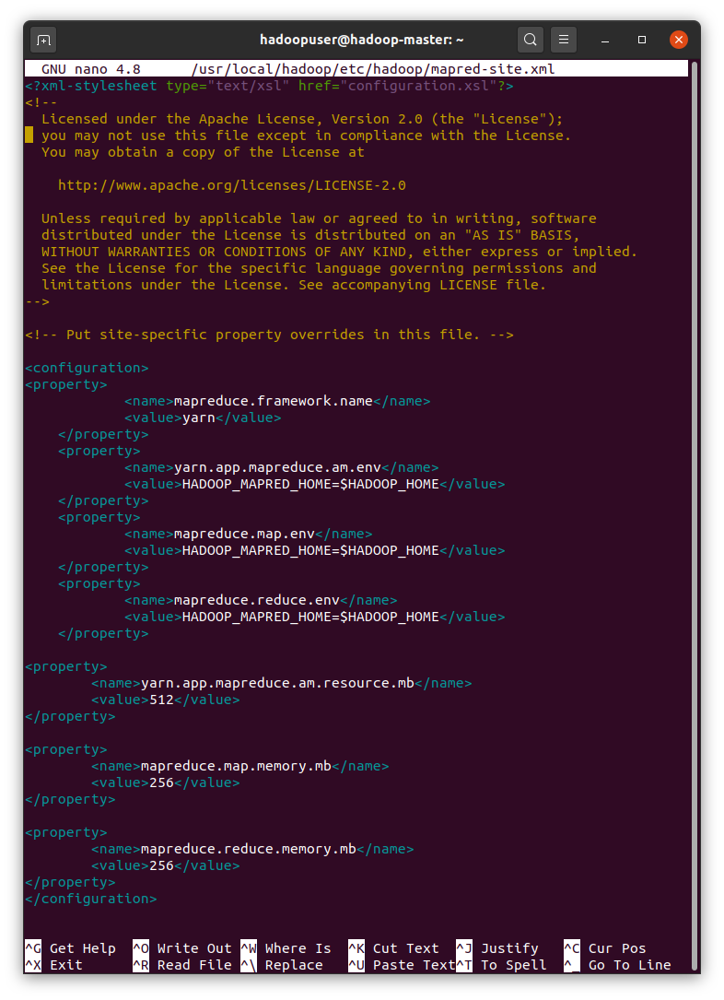 hadoopuser@hadoop-master: ~
GNU nano 4.8 /usr/local/hadoop/etc/hadoop/mapred-site.xml
<?xml-stylesheet type="text/xsl" href="configuration.xsl"?>
<!--
  Licensed under the Apache License, Version 2.0 (the "License");
  you may not use this file except in compliance with the License.
  You may obtain a copy of the License at

    http://www.apache.org/licenses/LICENSE-2.0

  Unless required by applicable law or agreed to in writing, software
  distributed under the License is distributed on an "AS IS" BASIS,
  WITHOUT WARRANTIES OR CONDITIONS OF ANY KIND, either express or implied.
  See the License for the specific language governing permissions and
  limitations under the License. See accompanying LICENSE file.
-->

<!-- Put site-specific property overrides in this file. -->

<configuration>
<property>
            <name>mapreduce.framework.name</name>
            <value>yarn</value>
    </property>
    <property>
            <name>yarn.app.mapreduce.am.env</name>
            <value>HADOOP_MAPRED_HOME=$HADOOP_HOME</value>
    </property>
    <property>
            <name>mapreduce.map.env</name>
            <value>HADOOP_MAPRED_HOME=$HADOOP_HOME</value>
    </property>
    <property>
            <name>mapreduce.reduce.env</name>
            <value>HADOOP_MAPRED_HOME=$HADOOP_HOME</value>
    </property>

<property>
        <name>yarn.app.mapreduce.am.resource.mb</name>
        <value>512</value>
</property>

<property>
        <name>mapreduce.map.memory.mb</name>
        <value>256</value>
</property>

<property>
        <name>mapreduce.reduce.memory.mb</name>
        <value>256</value>
</property>
</configuration>

^G Get Help ^O Write Out ^W Where Is ^K Cut Text ^J Justify ^C Cur Pos
^X Exit ^R Read File ^\ Replace ^U Paste Text ^T To Spell ^_ Go To Line